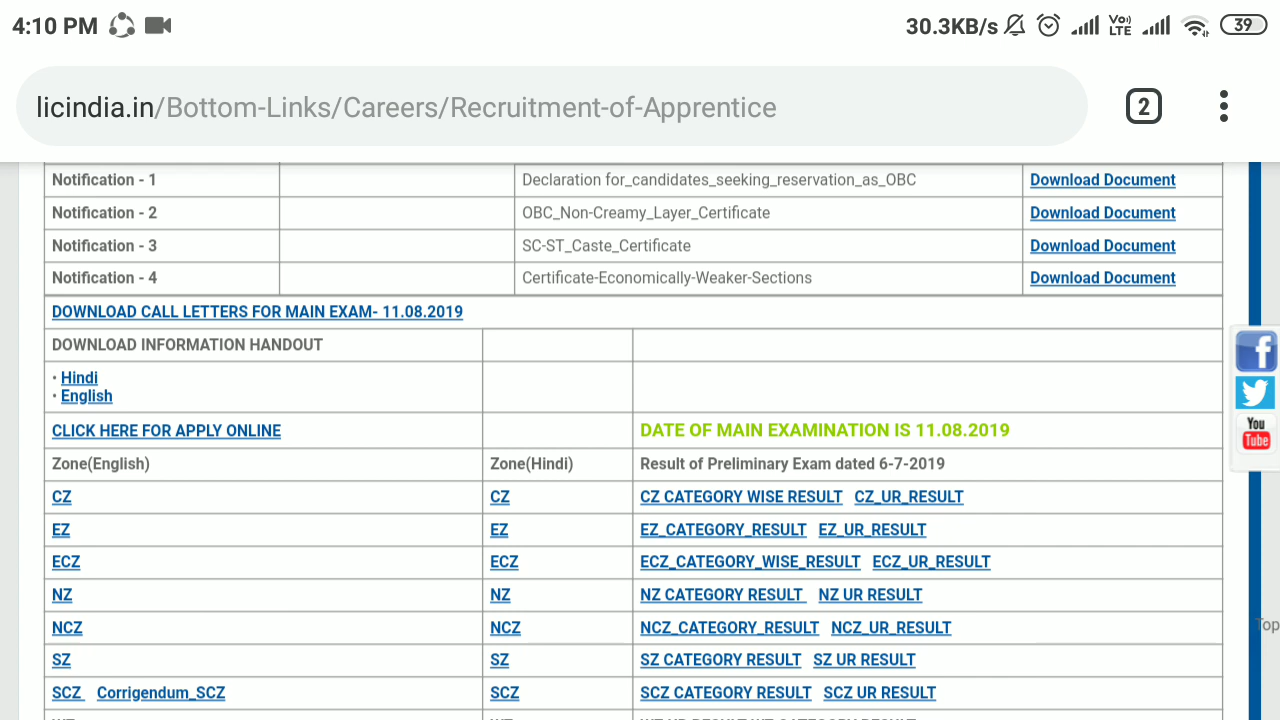 4:10 PM 30.3KB/s Vo)) LTE 39
licindia.in/Bottom-Links/Careers/Recruitment-of-Apprentice 2
Notification - 1 Declaration for_candidates_seeking_reservation_as_OBC Download Document
Notification - 2 OBC_Non-Creamy_Layer_Certificate Download Document
Notification - 3 SC-ST_Caste_Certificate Download Document
Notification - 4 Certificate-Economically-Weaker-Sections Download Document
DOWNLOAD CALL LETTERS FOR MAIN EXAM- 11.08.2019
DOWNLOAD INFORMATION HANDOUT
· Hindi
· English
CLICK HERE FOR APPLY ONLINE DATE OF MAIN EXAMINATION IS 11.08.2019
Zone(English) Zone(Hindi) Result of Preliminary Exam dated 6-7-2019
CZ CZ CZ CATEGORY WISE RESULT CZ_UR_RESULT
EZ EZ EZ_CATEGORY_RESULT EZ_UR_RESULT
ECZ ECZ ECZ_CATEGORY_WISE_RESULT ECZ_UR_RESULT
NZ NZ NZ CATEGORY RESULT NZ UR RESULT
NCZ NCZ NCZ_CATEGORY_RESULT NCZ_UR_RESULT
SZ SZ SZ CATEGORY RESULT SZ UR RESULT
SCZ Corrigendum_SCZ SCZ SCZ CATEGORY RESULT SCZ UR RESULT
f
You
Tube
Top